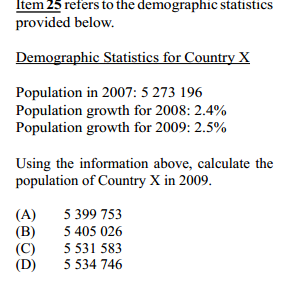 Item 25 refers to the demographic statistics
provided below.
Demographic Statistics for Country X
Population in 2007: 5 273 196
Population growth for 2008: 2.4%
Population growth for 2009: 2.5%
Using the information above, calculate the
population of Country X in 2009.
(A) 5 399 753
(B) 5 405 026
(C) 5 531 583
(D) 5 534 746